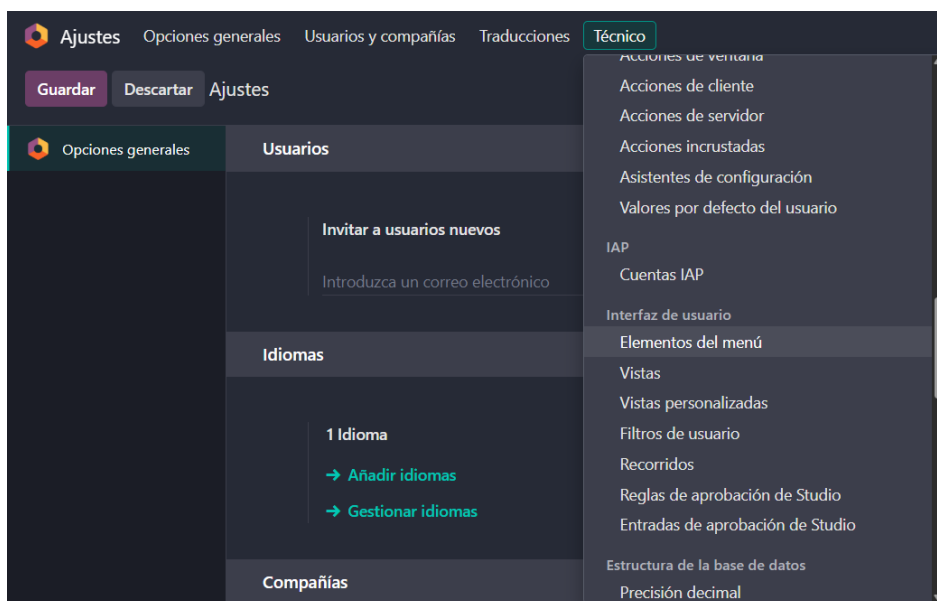 Ajustes Opciones generales Usuarios y compañías Traducciones Técnico
Guardar Descartar Ajustes
Opciones generales
Usuarios
Invitar a usuarios nuevos
Introduzca un correo electrónico
Idiomas
1 Idioma
→ Añadir idiomas
→ Gestionar idiomas
Compañías
Acciones de ventana
Acciones de cliente
Acciones de servidor
Acciones incrustadas
Asistentes de configuración
Valores por defecto del usuario
IAP
Cuentas IAP
Interfaz de usuario
Elementos del menú
Vistas
Vistas personalizadas
Filtros de usuario
Recorridos
Reglas de aprobación de Studio
Entradas de aprobación de Studio
Estructura de la base de datos
Precisión decimal